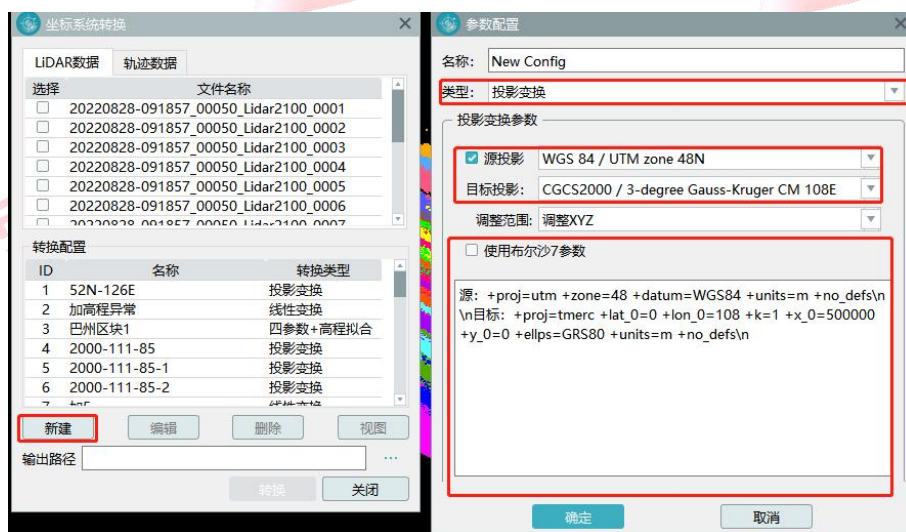 坐标系统转换
LiDAR数据 轨迹数据
选择 文件名称
20220828-091857_00050_Lidar2100_0001
20220828-091857_00050_Lidar2100_0002
20220828-091857_00050_Lidar2100_0003
20220828-091857_00050_Lidar2100_0004
20220828-091857_00050_Lidar2100_0005
20220828-091857_00050_Lidar2100_0006
20220828-091857_00050_Lidar2100_0007
转换配置
ID 名称 转换类型
1 52N-126E 投影变换
2 加高程异常 线性变换
3 巴州区块1 四参数+高程拟合
4 2000-111-85 投影变换
5 2000-111-85-1 投影变换
6 2000-111-85-2 投影变换
7 线性变换
新建 编辑 删除 视图
输出路径 ...
转换 关闭
参数配置
名称: New Config
类型: 投影变换
投影变换参数
源投影 WGS 84 / UTM zone 48N
目标投影: CGCS2000 / 3-degree Gauss-Kruger CM 108E
调整范围: 调整XYZ
使用布尔沙7参数
源: +proj=utm +zone=48 +datum=WGS84 +units=m +no_defs\n
\n目标: +proj=tmerc +lat_0=0 +lon_0=108 +k=1 +x_0=500000
+y_0=0 +ellps=GRS80 +units=m +no_defs\n
确定 取消